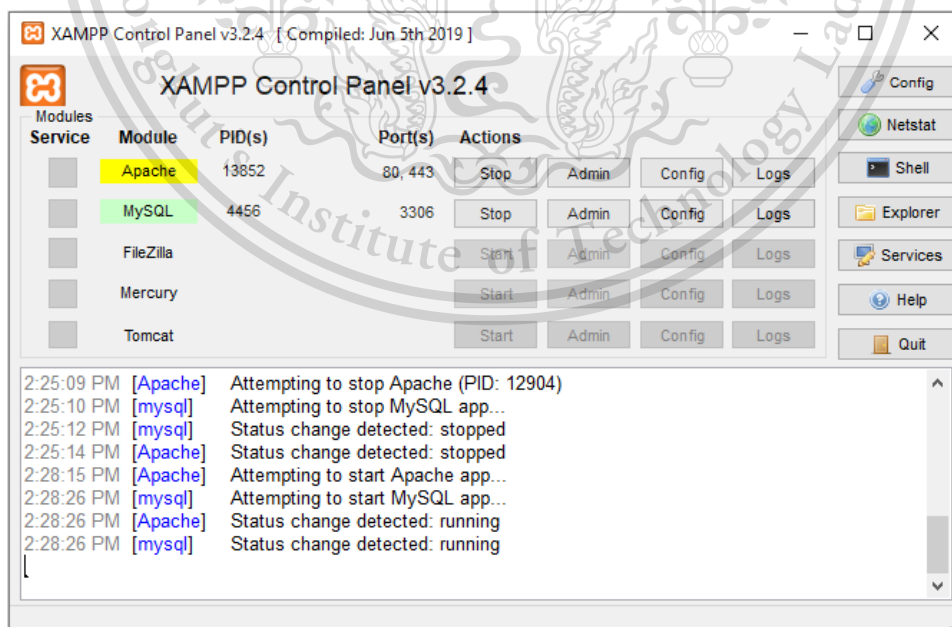 XAMPP Control Panel v3.2.4 [ Compiled: Jun 5th 2019 ]
XAMPP Control Panel v3.2.4
Config
Modules
Service Module PID(s) Port(s) Actions
Netstat
Apache 13852 80, 443 Stop Admin Config Logs
Shell
MySQL 4456 3306 Stop Admin Config Logs
Explorer
FileZilla Start Admin Config Logs
Services
Mercury Start Admin Config Logs
Help
Tomcat Start Admin Config Logs
Quit
2:25:09 PM [Apache] Attempting to stop Apache (PID: 12904)
2:25:10 PM [mysql] Attempting to stop MySQL app...
2:25:12 PM [mysql] Status change detected: stopped
2:25:14 PM [Apache] Status change detected: stopped
2:28:15 PM [Apache] Attempting to start Apache app...
2:28:26 PM [mysql] Attempting to start MySQL app...
2:28:26 PM [Apache] Status change detected: running
2:28:26 PM [mysql] Status change detected: running
Institute of Technology